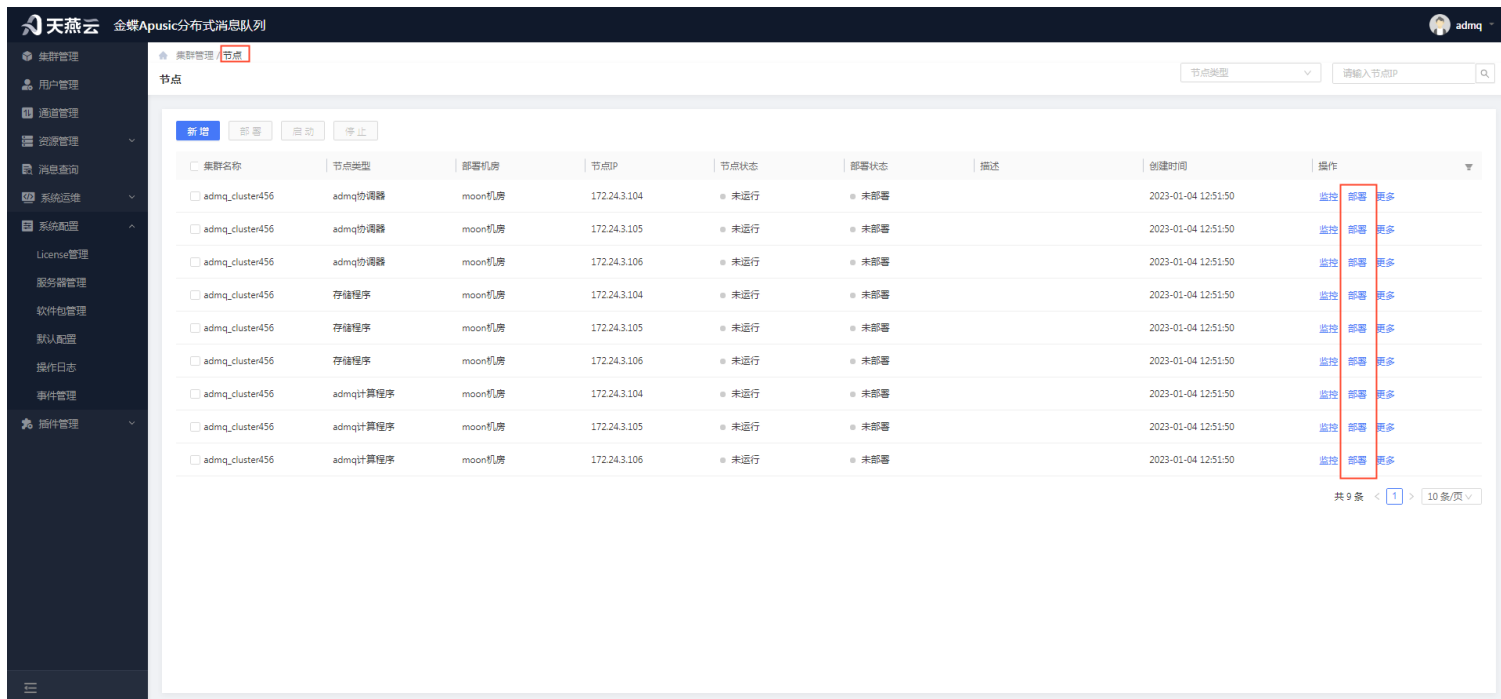 天燕云 金蝶Apusic分布式消息队列 admq
集群管理
用户管理
通道管理
资源管理
消息查询
系统运维
系统配置
License管理
服务器管理
软件包管理
默认配置
操作日志
事件管理
插件管理
集群管理 / 节点
节点 节点类型 请输入节点IP
新增 部署 启动 停止
集群名称 节点类型 部署机房 节点IP 节点状态 部署状态 描述 创建时间 操作
admq_cluster456 admq协调器 moon机房 172.24.3.104 未运行 未部署 2023-01-04 12:51:50 监控 部署 更多
admq_cluster456 admq协调器 moon机房 172.24.3.105 未运行 未部署 2023-01-04 12:51:50 监控 部署 更多
admq_cluster456 admq协调器 moon机房 172.24.3.106 未运行 未部署 2023-01-04 12:51:50 监控 部署 更多
admq_cluster456 存储程序 moon机房 172.24.3.104 未运行 未部署 2023-01-04 12:51:50 监控 部署 更多
admq_cluster456 存储程序 moon机房 172.24.3.105 未运行 未部署 2023-01-04 12:51:50 监控 部署 更多
admq_cluster456 存储程序 moon机房 172.24.3.106 未运行 未部署 2023-01-04 12:51:50 监控 部署 更多
admq_cluster456 admq计算程序 moon机房 172.24.3.104 未运行 未部署 2023-01-04 12:51:50 监控 部署 更多
admq_cluster456 admq计算程序 moon机房 172.24.3.105 未运行 未部署 2023-01-04 12:51:50 监控 部署 更多
admq_cluster456 admq计算程序 moon机房 172.24.3.106 未运行 未部署 2023-01-04 12:51:50 监控 部署 更多
共 9 条 < 1 > 10 条/页